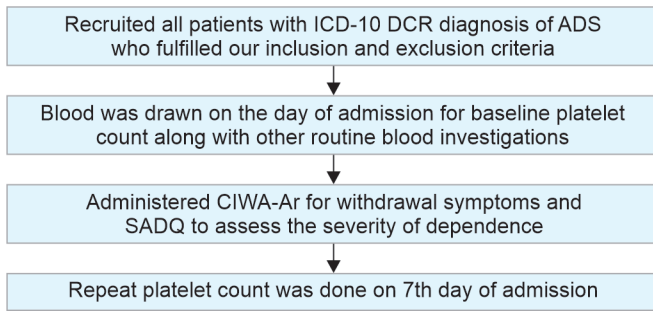 Recruited all patients with ICD-10 DCR diagnosis of ADS
who fulfilled our inclusion and exclusion criteria
Blood was drawn on the day of admission for baseline platelet
count along with other routine blood investigations
Administered CIWA-Ar for withdrawal symptoms and
SADQ to assess the severity of dependence
Repeat platelet count was done on 7th day of admission